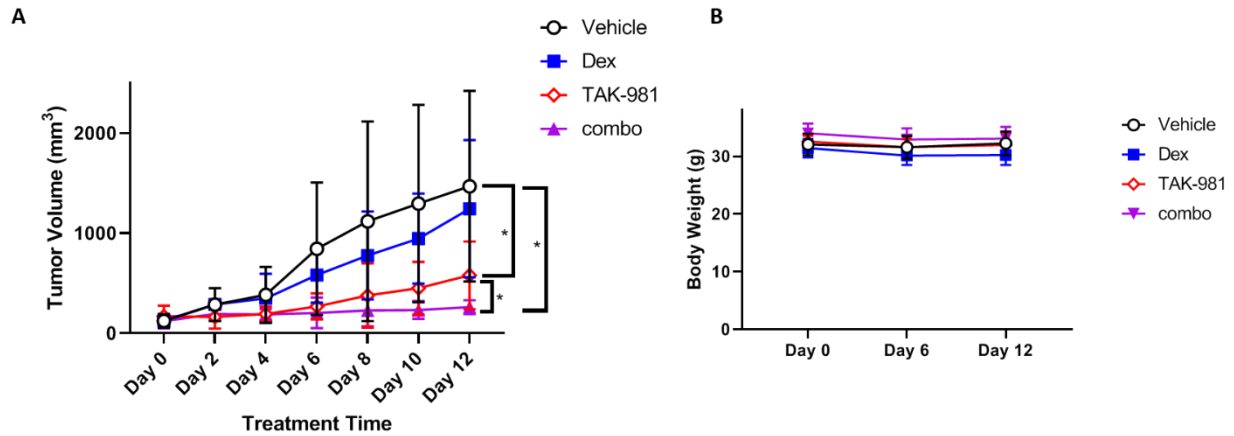 A
Vehicle
Dex
TAK-981
combo
Tumor Volume (mm³)
2000
1000
0
*
*
*
Day 0
Day 2
Day 4
Day 6
Day 8
Day 10
Day 12
Treatment Time
B
Vehicle
Dex
TAK-981
combo
Body Weight (g)
30
20
10
0
Day 0
Day 6
Day 12